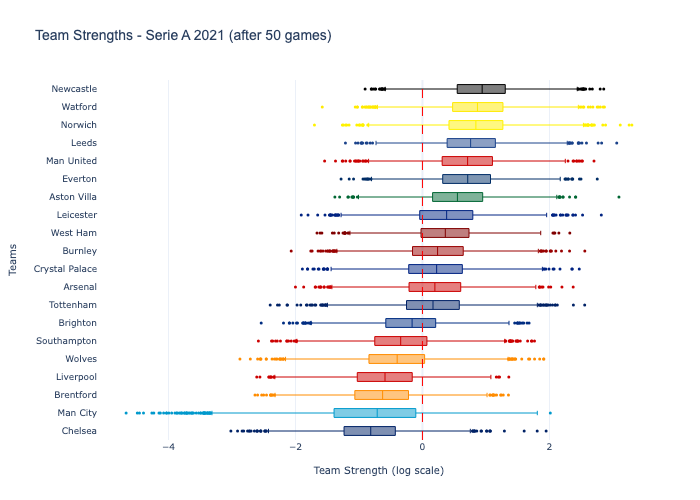 Team Strengths - Serie A 2021 (after 50 games)
Newcastle
Watford
Norwich
Leeds
Man United
Everton
Aston Villa
Leicester
West Ham
Burnley
Crystal Palace
Arsenal
Tottenham
Brighton
Southampton
Wolves
Liverpool
Brentford
Man City
Chelsea
Teams
−4 −2 0 2
Team Strength (log scale)